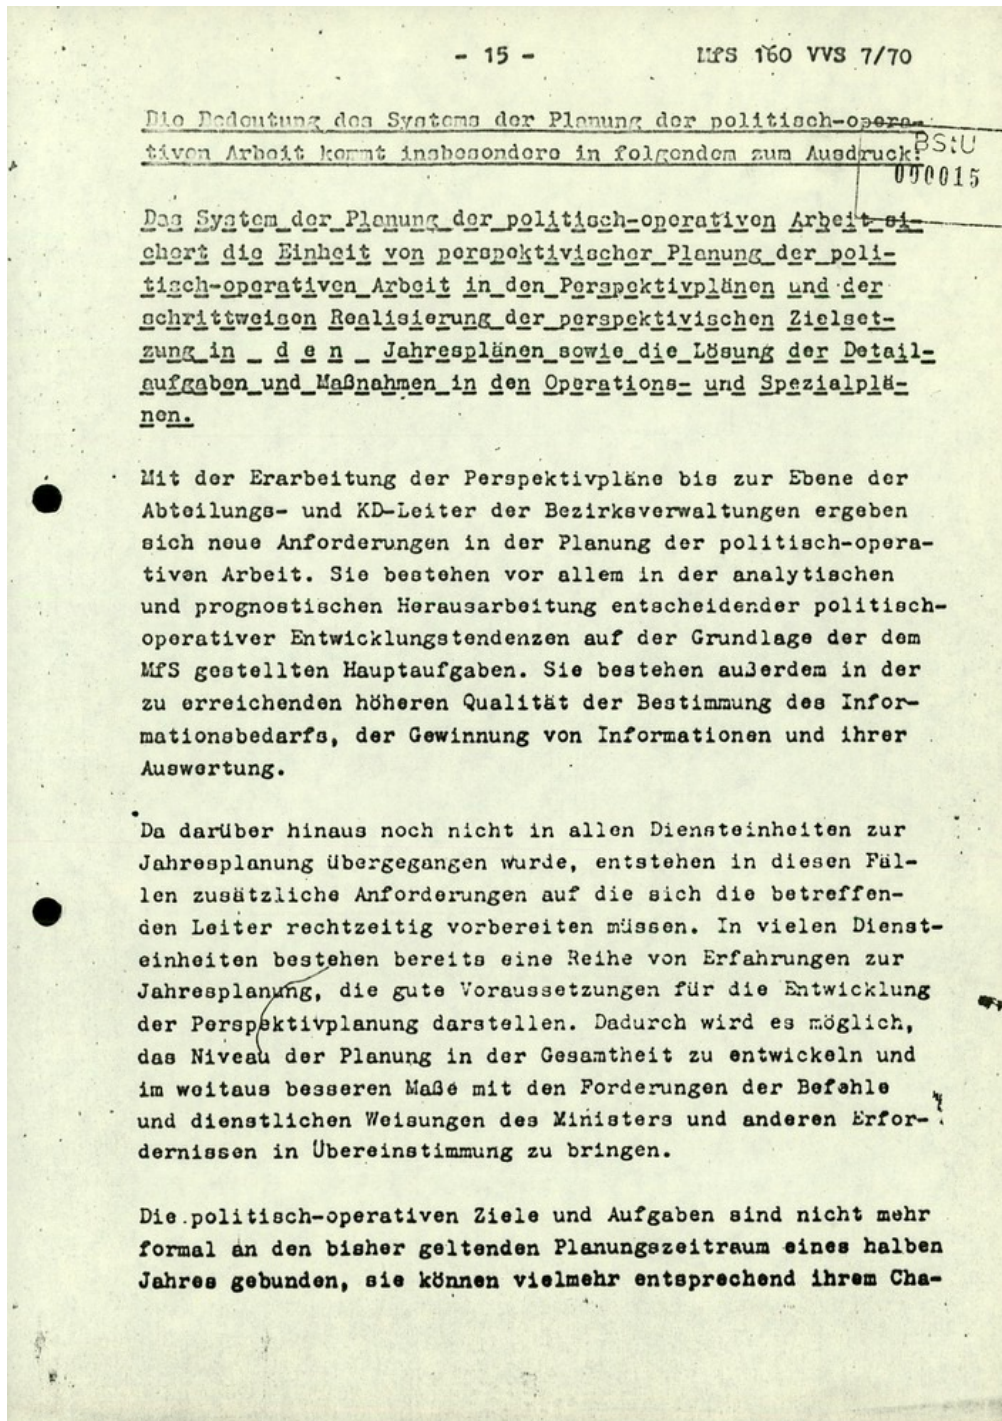 - 15 - MfS 160 VVS 7/70
Die Bedeutung des Systems der Planung der politisch-opera-
tiven Arbeit kommt insbesondere in folgendem zum Ausdruck:
BStU
000015
Das System der Planung der politisch-operativen Arbeit si-
chert die Einheit von perspektivischer Planung der poli-
tisch-operativen Arbeit in den Perspektivplänen und der
schrittweisen Realisierung der perspektivischen Zielset-
zung in d e n Jahresplänen sowie die Lösung der Detail-
aufgaben und Maßnahmen in den Operations- und Spezialplä-
nen.
Mit der Erarbeitung der Perspektivpläne bis zur Ebene der
Abteilungs- und KD-Leiter der Bezirksverwaltungen ergeben
sich neue Anforderungen in der Planung der politisch-opera-
tiven Arbeit. Sie bestehen vor allem in der analytischen
und prognostischen Herausarbeitung entscheidender politisch-
operativer Entwicklungstendenzen auf der Grundlage der dem
MfS gestellten Hauptaufgaben. Sie bestehen außerdem in der
zu erreichenden höheren Qualität der Bestimmung des Infor-
mationsbedarfs, der Gewinnung von Informationen und ihrer
Auswertung.
Da darüber hinaus noch nicht in allen Diensteinheiten zur
Jahresplanung übergegangen wurde, entstehen in diesen Fäl-
len zusätzliche Anforderungen auf die sich die betreffen-
den Leiter rechtzeitig vorbereiten müssen. In vielen Dienst-
einheiten bestehen bereits eine Reihe von Erfahrungen zur
Jahresplanung, die gute Voraussetzungen für die Entwicklung
der Perspektivplanung darstellen. Dadurch wird es möglich,
das Niveau der Planung in der Gesamtheit zu entwickeln und
im weitaus besseren Maße mit den Forderungen der Befehle
und dienstlichen Weisungen des Ministers und anderen Erfor-
dernissen in Übereinstimmung zu bringen.
Die politisch-operativen Ziele und Aufgaben sind nicht mehr
formal an den bisher geltenden Planungszeitraum eines halben
Jahres gebunden, sie können vielmehr entsprechend ihrem Cha-